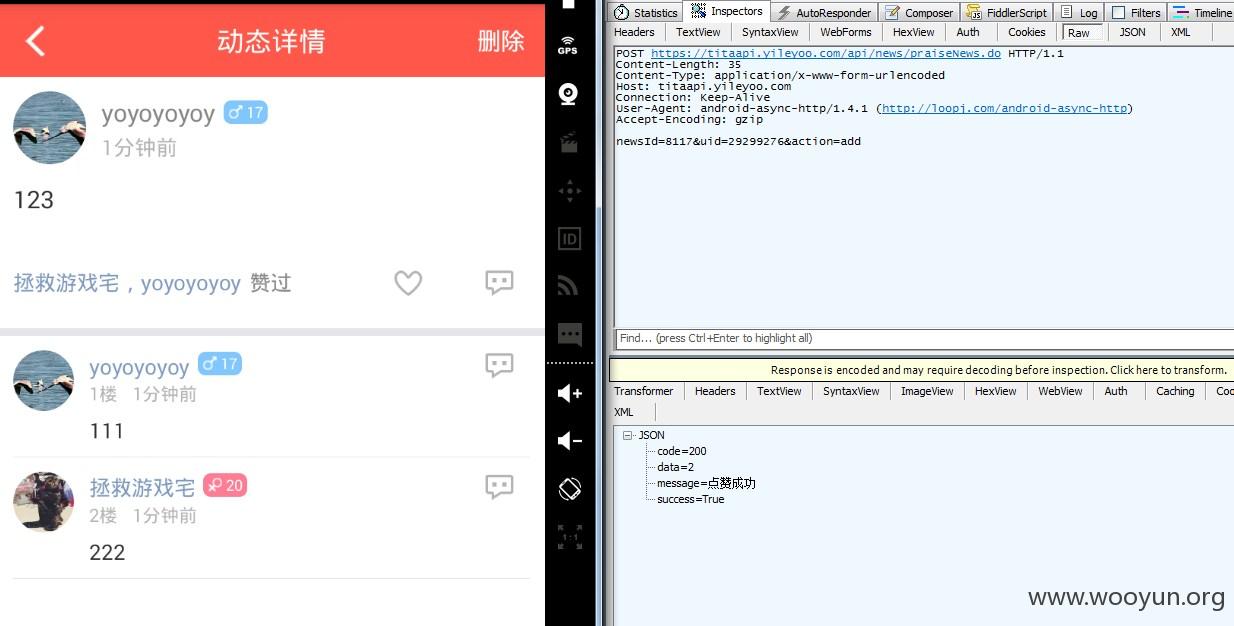 动态详情
删除
yoyoyoyoy ♂ 17
1分钟前
123
拯救游戏宅，yoyoyoyoy 赞过
yoyoyoyoy ♂ 17
1楼 1分钟前
111
拯救游戏宅 ♀ 20
2楼 1分钟前
222
GPS
ID
1:1
Statistics Inspectors AutoResponder Composer FiddlerScript Log Filters Timeline
Headers TextView SyntaxView WebForms HexView Auth Cookies Raw JSON XML
POST https://titaapi.yileyoo.com/api/news/praiseNews.do HTTP/1.1
Content-Length: 35
Content-Type: application/x-www-form-urlencoded
Host: titaapi.yileyoo.com
Connection: Keep-Alive
User-Agent: android-async-http/1.4.1 (http://loopj.com/android-async-http)
Accept-Encoding: gzip
newsId=8117&uid=29299276&action=add
Find... (press Ctrl+Enter to highlight all)
Response is encoded and may require decoding before inspection. Click here to transform.
Transformer Headers TextView SyntaxView ImageView HexView WebView Auth Caching Coo
XML
JSON
code=200
data=2
message=点赞成功
success=True
www.wooyun.org